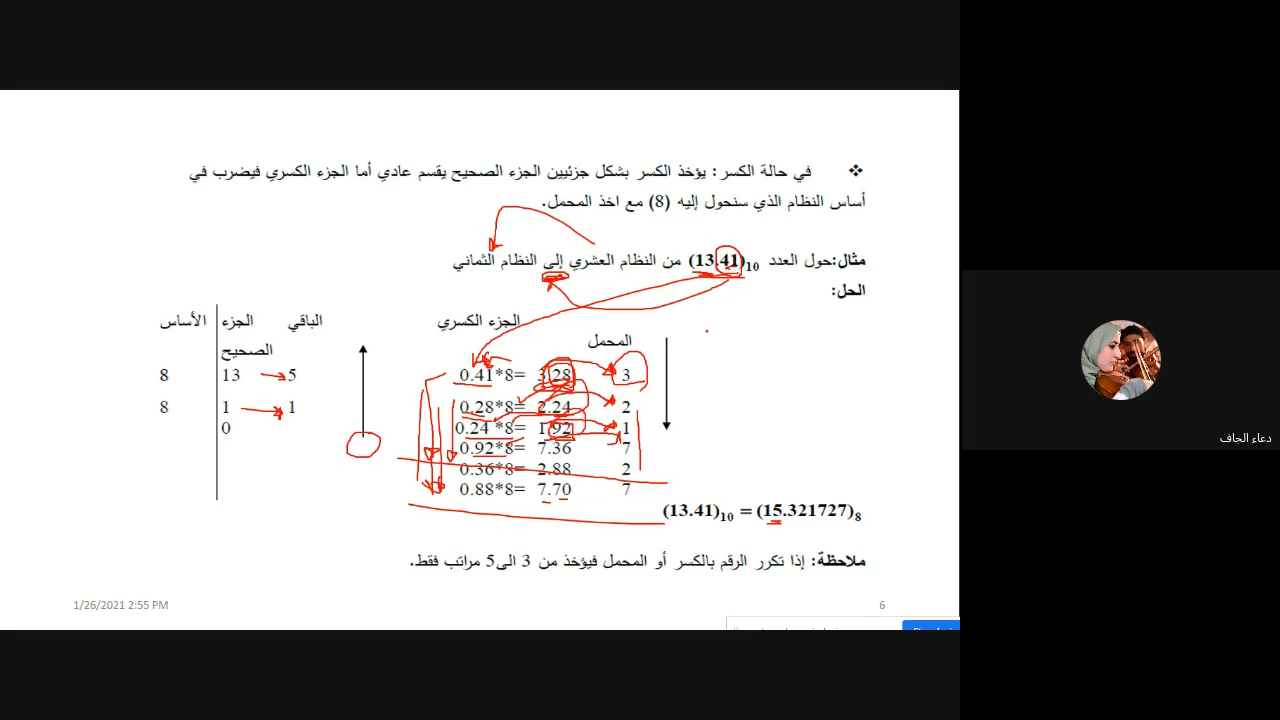 ❖ في حالة الكسر: يؤخذ الكسر بشكل جزئيين الجزء الصحيح يقسم عادي أما الجزء الكسري فيضرب في
أساس النظام الذي سنحول إليه (8) مع اخذ المحمل.
مثال:حول العدد (13.41)10 من النظام العشري إلى النظام الثماني
الحل:
الأساس الجزء الصحيح الباقي
8 13 5
8 1 1
0
الجزء الكسري المحمل
0.41*8= 3.28 3
0.28*8= 2.24 2
0.24 *8= 1.92 1
0.92*8= 7.36 7
0.36*8= 2.88 2
0.88*8= 7.70 7
(13.41)10 = (15.321727)8
ملاحظة: إذا تكرر الرقم بالكسر أو المحمل فيؤخذ من 3 الى5 مراتب فقط.
1/26/2021 2:55 PM
6
دعاء الجاف